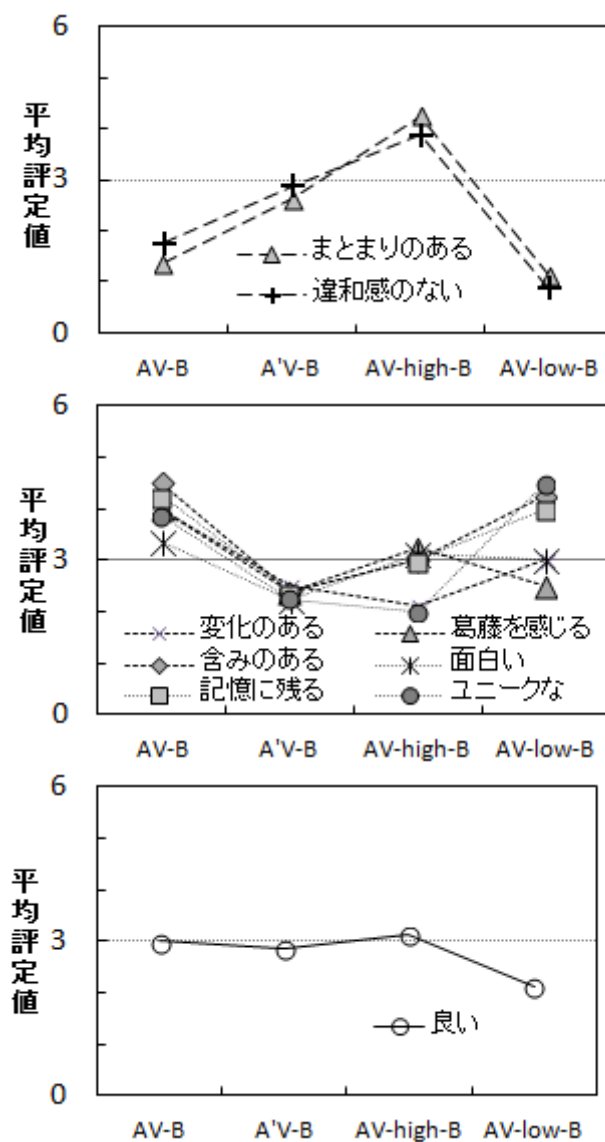 6
平均評定値
3
まとまりのある
違和感のない
0
AV-B A'V-B AV-high-B AV-low-B
6
平均評定値
3
変化のある 葛藤を感じる
含みのある 面白い
記憶に残る ユニークな
0
AV-B A'V-B AV-high-B AV-low-B
6
平均評定値
3
良い
0
AV-B A'V-B AV-high-B AV-low-B